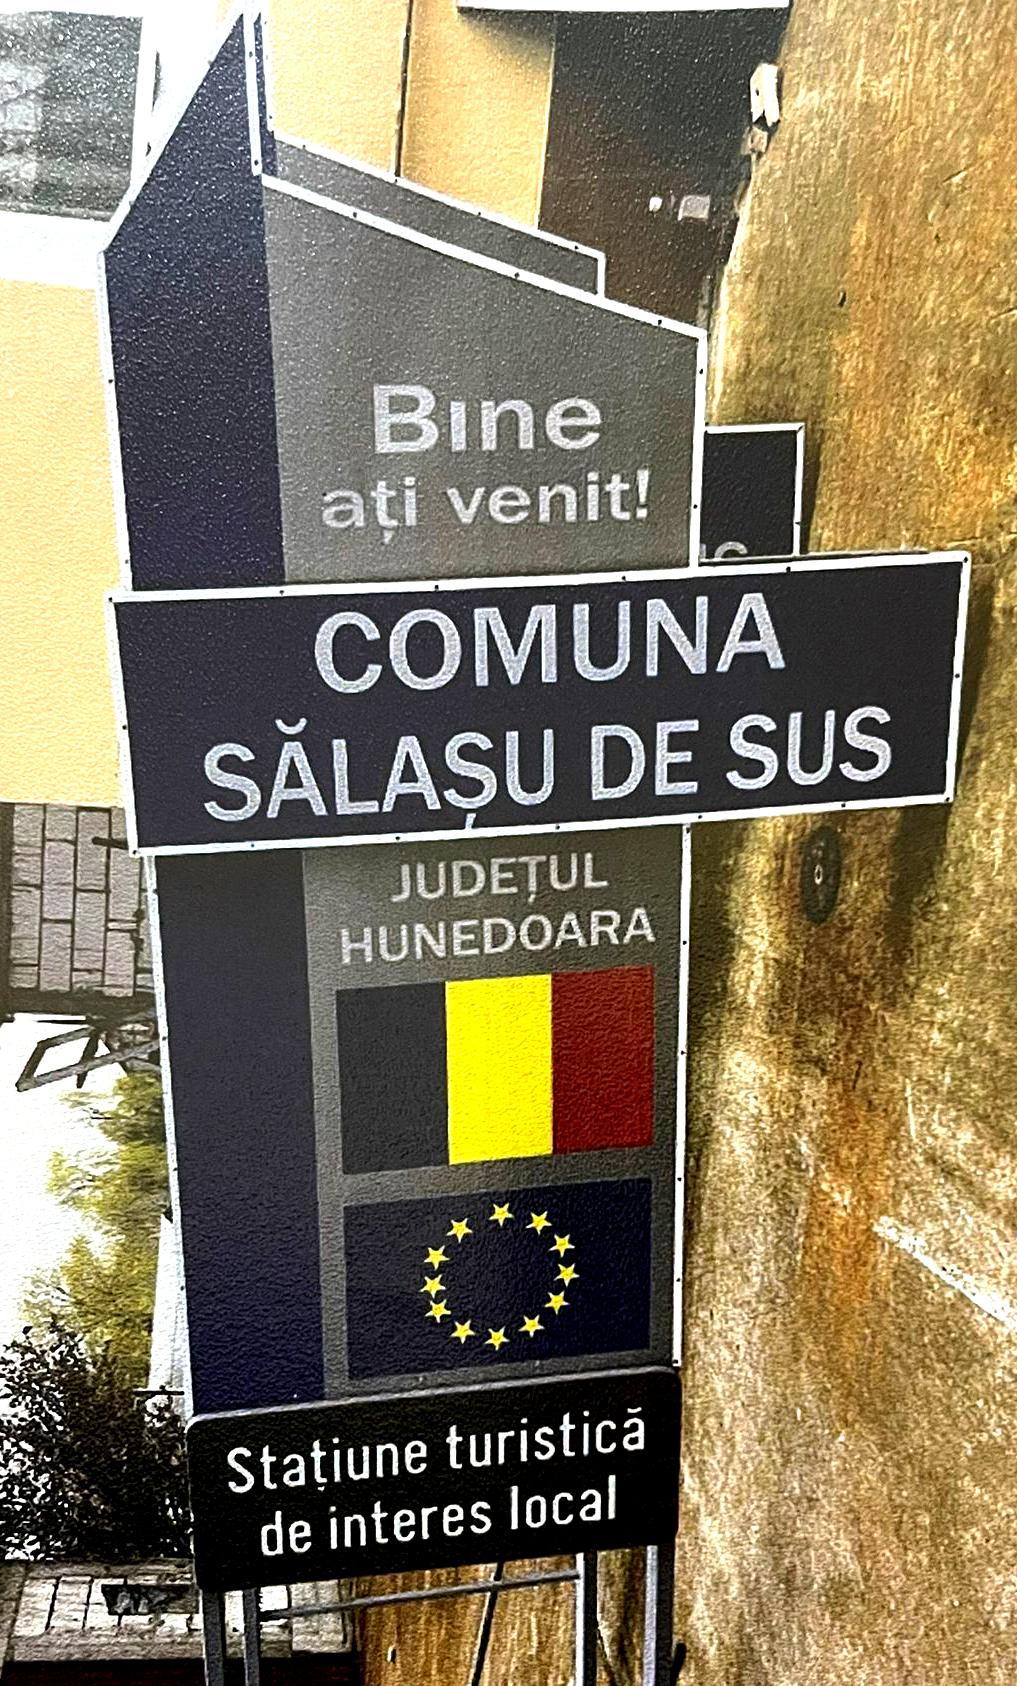 Bine
ați venit!
COMUNA
SĂLAȘU DE SUS
JUDEȚUL
HUNEDOARA
Stațiune turistică
de interes local